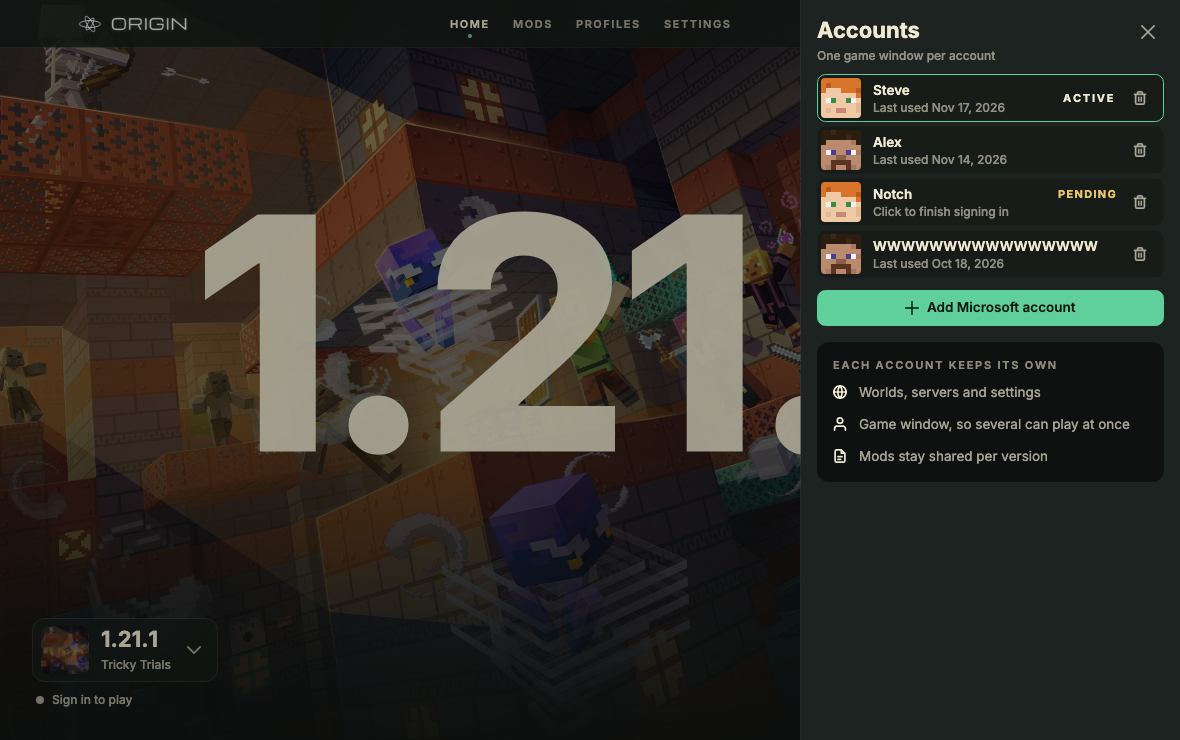 ORIGIN
HOME MODS PROFILES SETTINGS
1.21.
1.21.1
Tricky Trials
Sign in to play
Accounts
One game window per account
Steve
Last used Nov 17, 2026
ACTIVE
Alex
Last used Nov 14, 2026
Notch
Click to finish signing in
PENDING
WWWWWWWWWWWWWWWW
Last used Oct 18, 2026
Add Microsoft account
EACH ACCOUNT KEEPS ITS OWN
Worlds, servers and settings
Game window, so several can play at once
Mods stay shared per version